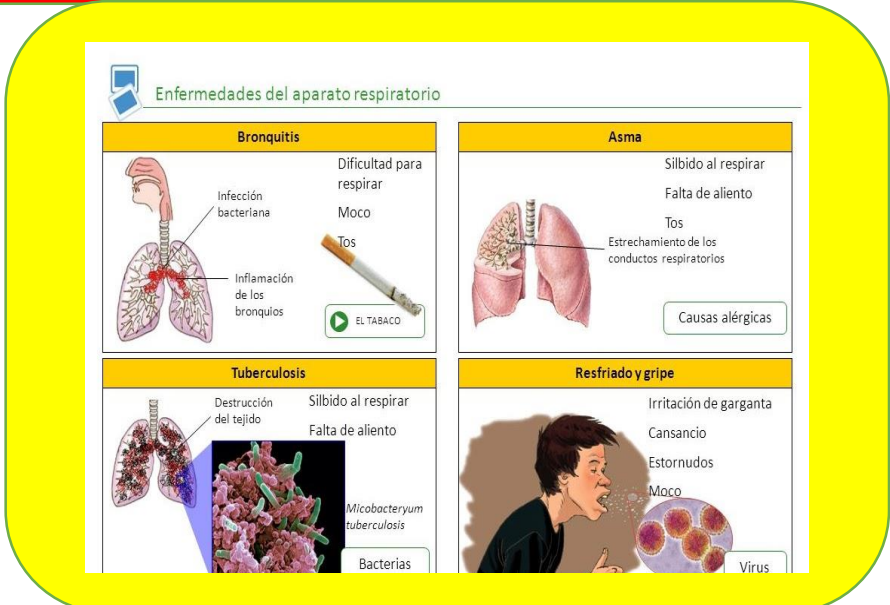 Enfermedades del aparato respiratorio
Bronquitis
Infección
bacteriana
Inflamación
de los
bronquios
Dificultad para
respirar
Moco
Tos
EL TABACO
Asma
Silbido al respirar
Falta de aliento
Tos
Estrechamiento de los
conductos respiratorios
Causas alérgicas
Tuberculosis
Destrucción
del tejido
Silbido al respirar
Falta de aliento
Micobacteryum
tuberculosis
Bacterias
Resfriado y gripe
Irritación de garganta
Cansancio
Estornudos
Moco
Virus